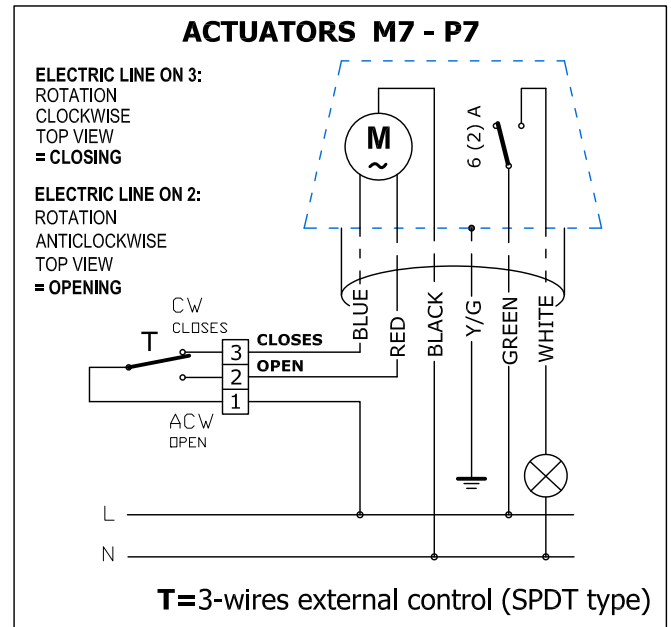 ACTUATORS M7 - P7
ELECTRIC LINE ON 3:
ROTATION
CLOCKWISE
TOP VIEW
= CLOSING
ELECTRIC LINE ON 2:
ROTATION
ANTICLOCKWISE
TOP VIEW
= OPENING
M
~
6 (2) A
BLUE
RED
BLACK
Y/G
GREEN
WHITE
CW
CLOSES
T
3
CLOSES
2
OPEN
1
ACW
OPEN
L
N
T=3-wires external control (SPDT type)